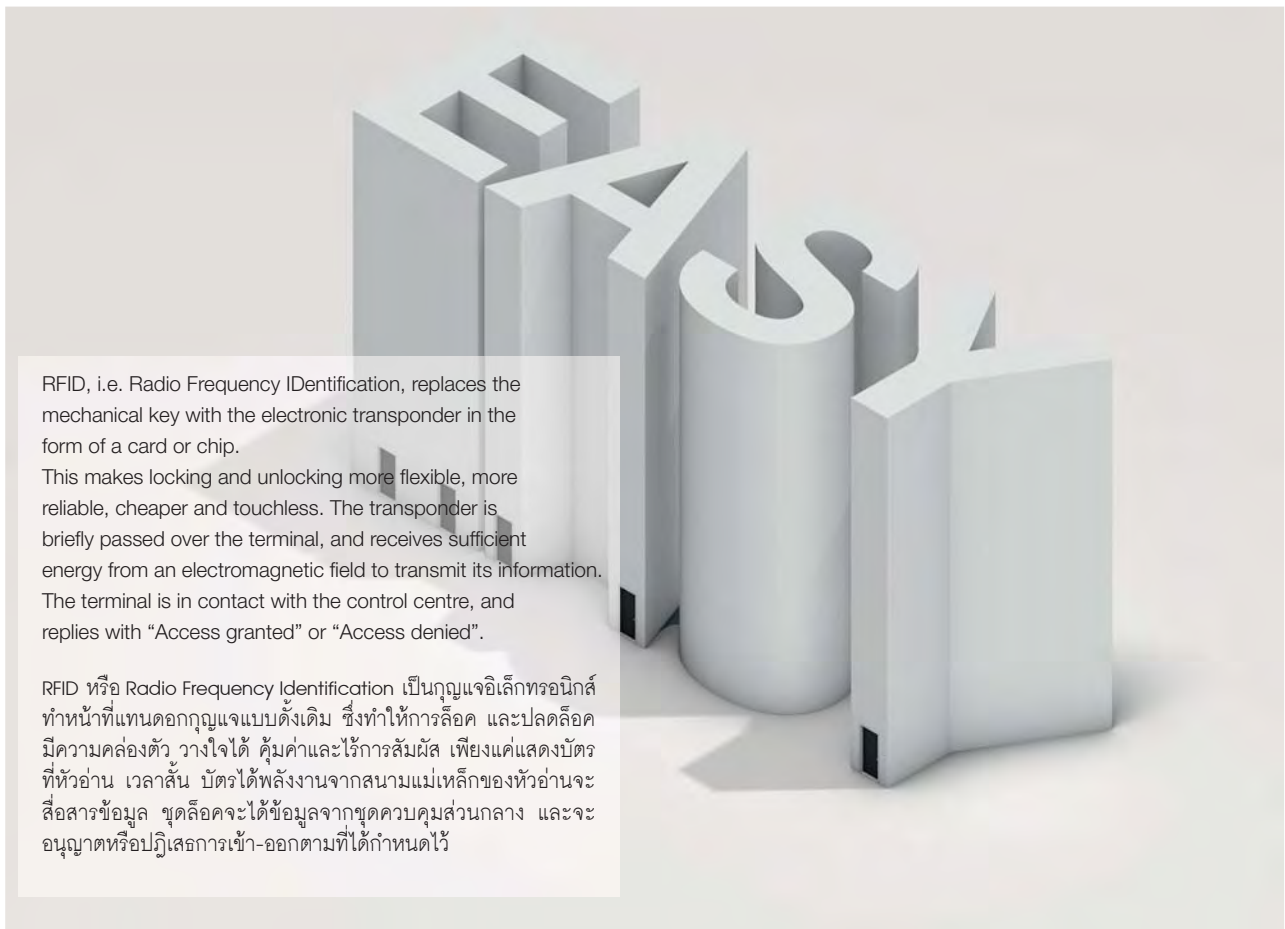 EASY
RFID, i.e. Radio Frequency IDentification, replaces the
mechanical key with the electronic transponder in the
form of a card or chip.
This makes locking and unlocking more flexible, more
reliable, cheaper and touchless. The transponder is
briefly passed over the terminal, and receives sufficient
energy from an electromagnetic field to transmit its information.
The terminal is in contact with the control centre, and
replies with “Access granted” or “Access denied”.
RFID หรือ Radio Frequency Identification เป็นกุญแจอิเล็กทรอนิกส์
ทำหน้าที่แทนดอกกุญแจแบบดั้งเดิม ซึ่งทำให้การล็อค และปลดล็อค
มีความคล่องตัว วางใจได้ คุ้มค่าและไร้การสัมผัส เพียงแค่แสดงบัตร
ที่หัวอ่าน เวลาสั้น บัตรได้พลังงานจากสนามแม่เหล็กของหัวอ่านจะ
สื่อสารข้อมูล ชุดล็อคจะได้ข้อมูลจากชุดควบคุมส่วนกลาง และจะ
อนุญาตหรือปฎิเสธการเข้า-ออกตามที่ได้กำหนดไว้